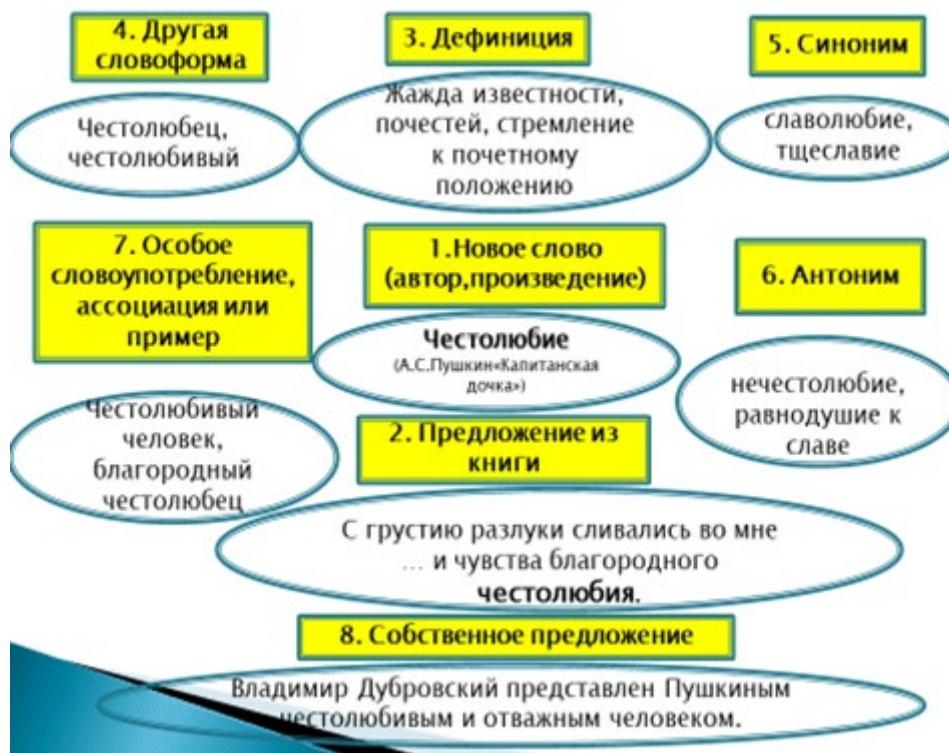 4. Другая
словоформа
Честолюбец,
честолюбивый
3. Дефиниция
Жажда известности,
почестей, стремление
к почетному
положению
5. Синоним
славолюбие,
тщеславие
7. Особое
словоупотребление,
ассоциация или
пример
Честолюбивый
человек,
благородный
честолюбец
1.Новое слово
(автор,произведение)
Честолюбие
(А.С.Пушкин«Капитанская
дочка»)
6. Антоним
нечестолюбие,
равнодушие к
славе
2. Предложение из
книги
С грустию разлуки сливались во мне
... и чувства благородного
честолюбия.
8. Собственное предложение
Владимир Дубровский представлен Пушкиным
честолюбивым и отважным человеком.